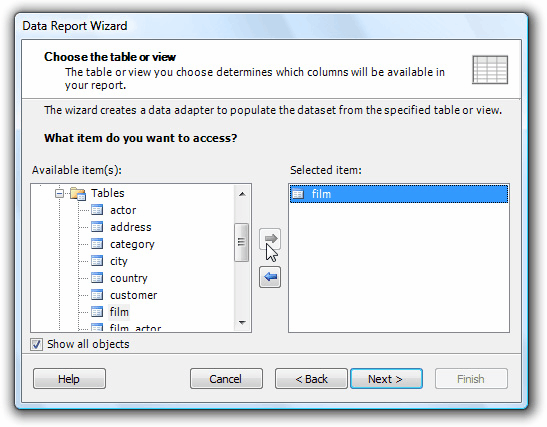 Data Report Wizard
Choose the table or view
The table or view you choose determines which columns will be available in
your report.
The wizard creates a data adapter to populate the dataset from the specified table or view.
What item do you want to access?
Available item(s):
Selected item:
Tables
actor
address
category
city
country
customer
film
film_actor
film
Show all objects
Help
Cancel
< Back
Next >
Finish